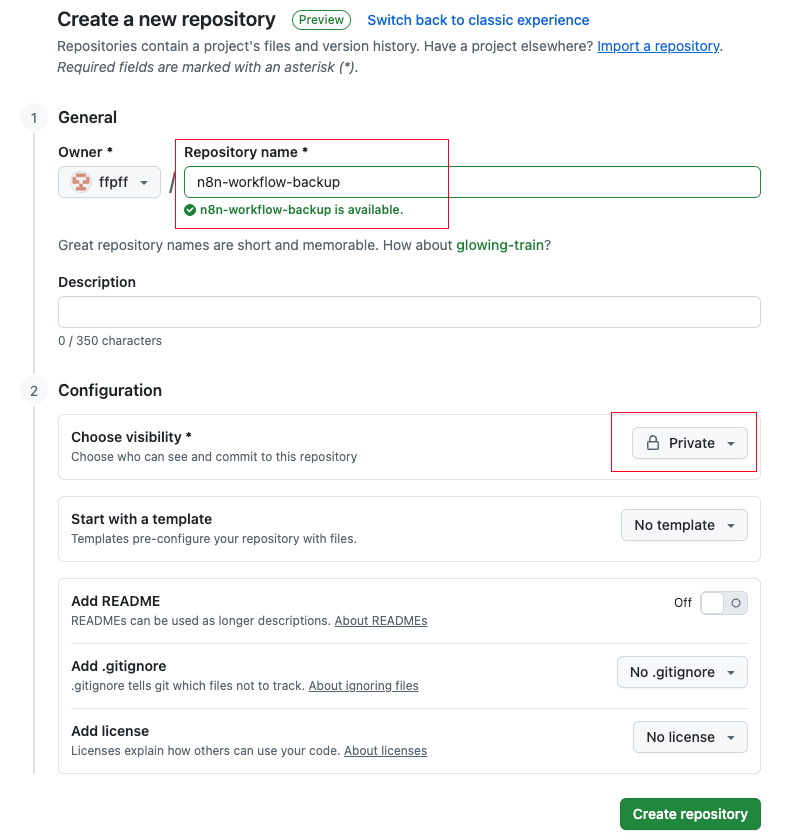 Create a new repository Preview Switch back to classic experience
Repositories contain a project's files and version history. Have a project elsewhere? Import a repository.
Required fields are marked with an asterisk (*).
1 General
Owner * Repository name *
ffpff / n8n-workflow-backup
n8n-workflow-backup is available.
Great repository names are short and memorable. How about glowing-train?
Description
0 / 350 characters
2 Configuration
Choose visibility *
Choose who can see and commit to this repository
Private
Start with a template
Templates pre-configure your repository with files.
No template
Add README
READMEs can be used as longer descriptions. About READMEs
Off
Add .gitignore
.gitignore tells git which files not to track. About ignoring files
No .gitignore
Add license
Licenses explain how others can use your code. About licenses
No license
Create repository